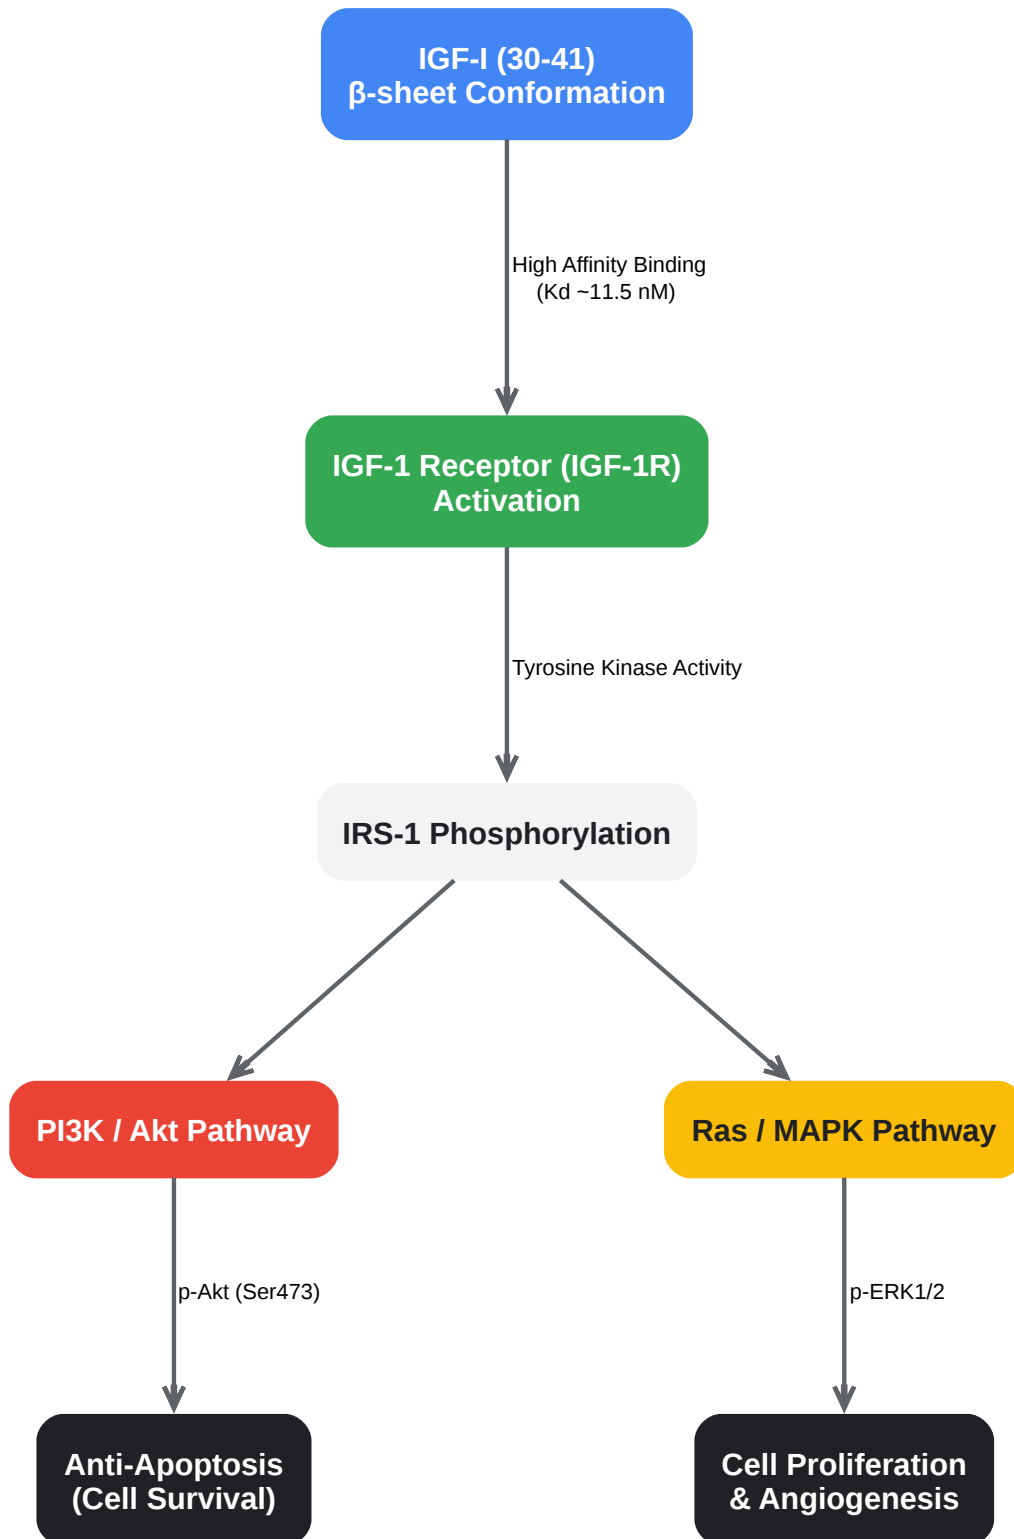 IGF-I (30-41)
β-sheet Conformation
High Affinity Binding
(Kd ~11.5 nM)
IGF-1 Receptor (IGF-1R)
Activation
Tyrosine Kinase Activity
IRS-1 Phosphorylation
PI3K / Akt Pathway
Ras / MAPK Pathway
p-Akt (Ser473)
p-ERK1/2
Anti-Apoptosis
(Cell Survival)
Cell Proliferation
& Angiogenesis